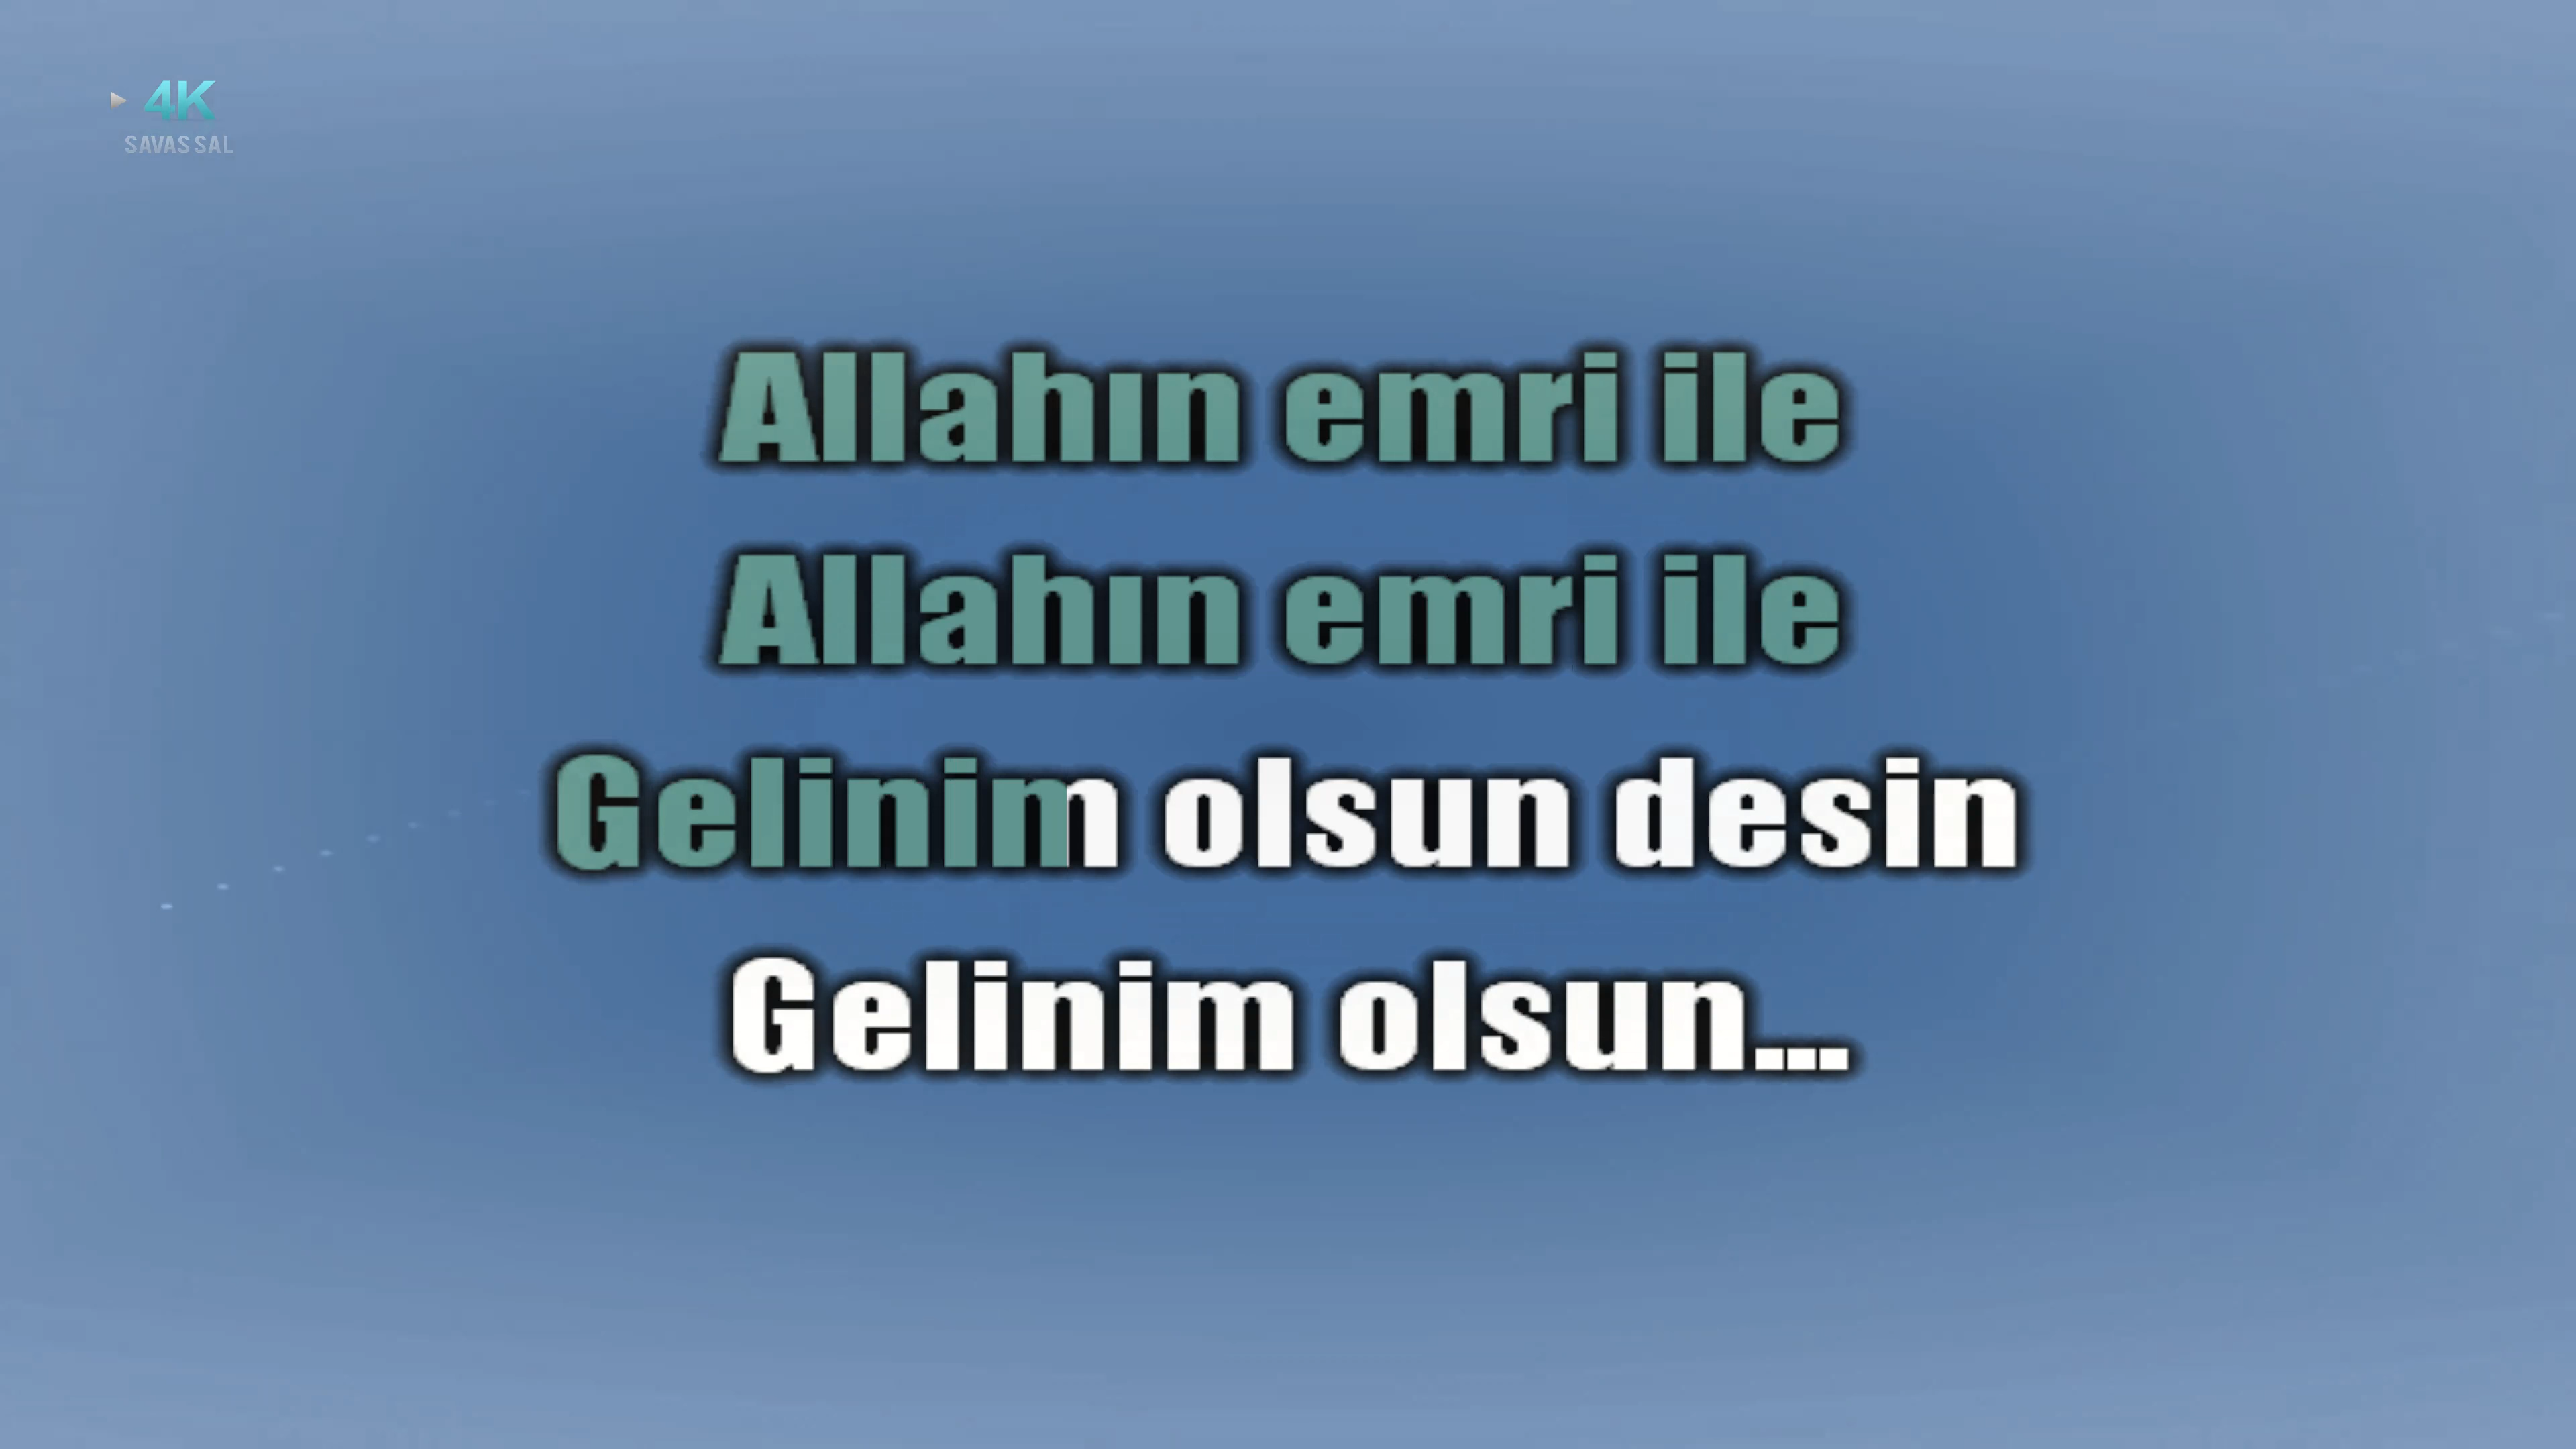 4K
SAVAS SAL
Allahın emri ile
Allahın emri ile
Gelinim olsun desin
Gelinim olsun...